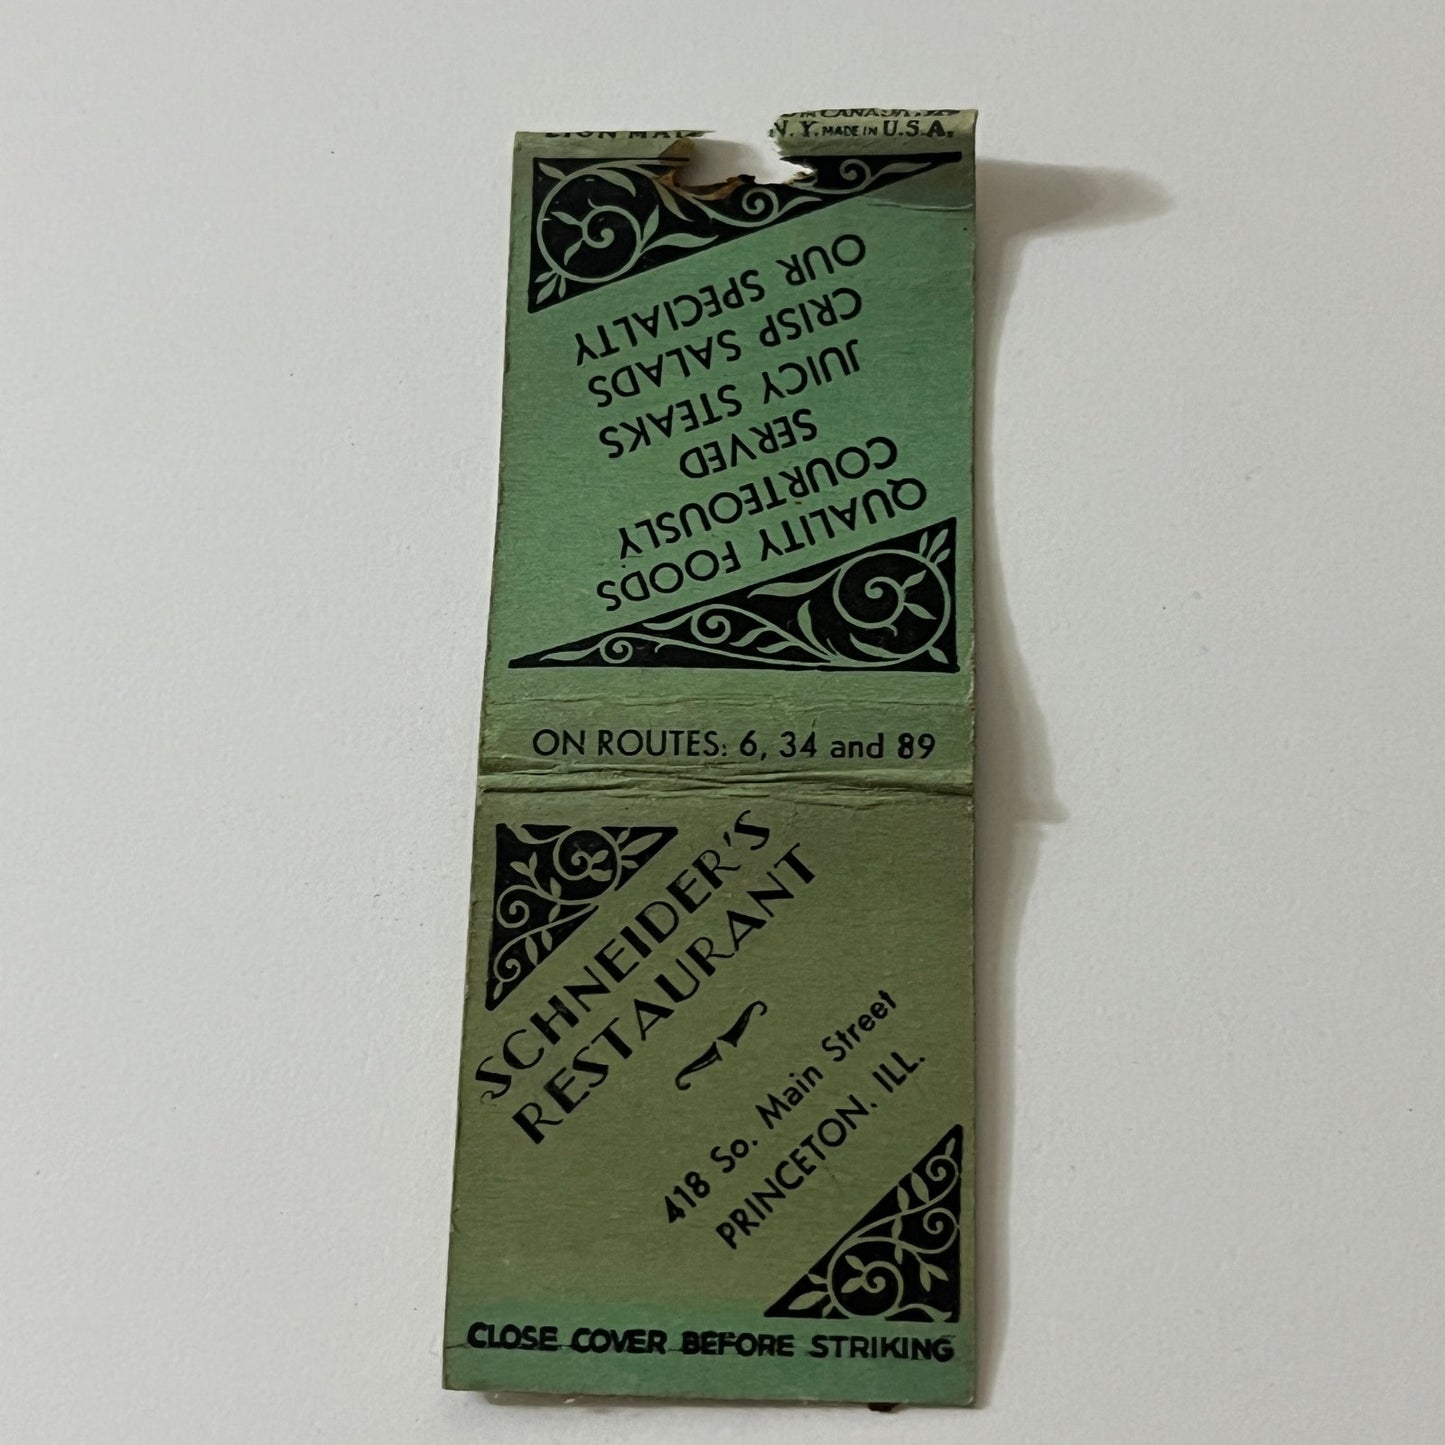 LION
N.Y. MADE IN U.S.A.
OUR SPECIALTY
CRISP SALADS
JUICY STEAKS
SERVED
COURTEOUSLY
QUALITY FOODS
ON ROUTES: 6, 34 and 89
SCHNEIDER'S
RESTAURANT
418 So. Main Street
PRINCETON. ILL.
CLOSE COVER BEFORE STRIKING